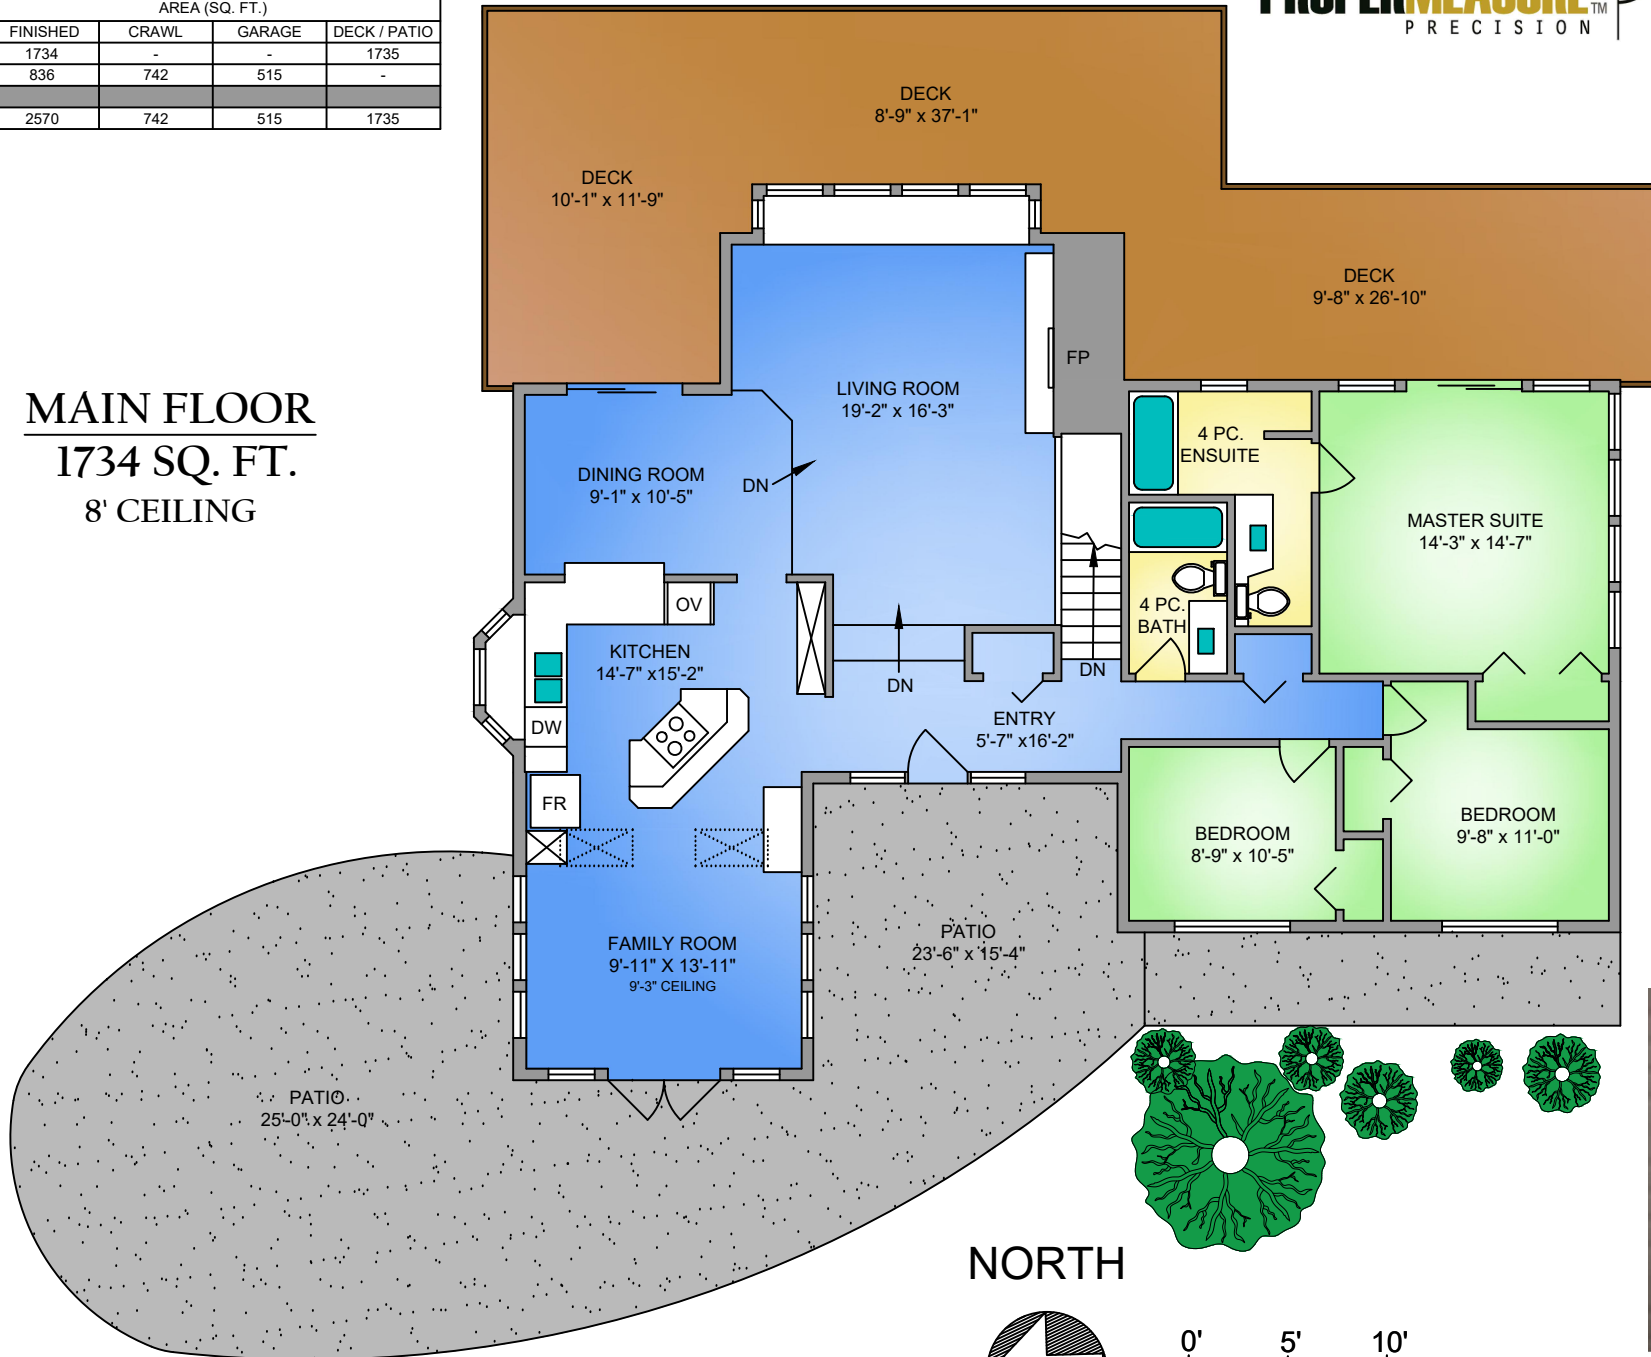 AREA (SQ. FT.)
FINISHED CRAWL GARAGE DECK / PATIO
1734 - - 1735
836 742 515 -
2570 742 515 1735
PROPERMEASURE™
PRECISION
MAIN FLOOR
1734 SQ. FT.
8' CEILING
DECK
8'-9" x 37'-1"
DECK
10'-1" x 11'-9"
DECK
9'-8" x 26'-10"
FP
LIVING ROOM
19'-2" x 16'-3"
DINING ROOM
9'-1" x 10'-5"
DN
4 PC.
ENSUITE
MASTER SUITE
14'-3" x 14'-7"
OV
4 PC.
BATH
KITCHEN
14'-7" x15'-2"
DN
DN
DW
ENTRY
5'-7" x16'-2"
FR
BEDROOM
8'-9" x 10'-5"
BEDROOM
9'-8" x 11'-0"
FAMILY ROOM
9'-11" X 13'-11"
9'-3" CEILING
PATIO
23'-6" x 15'-4"
PATIO
25'-0" x 24'-0"
NORTH
0' 5' 10'